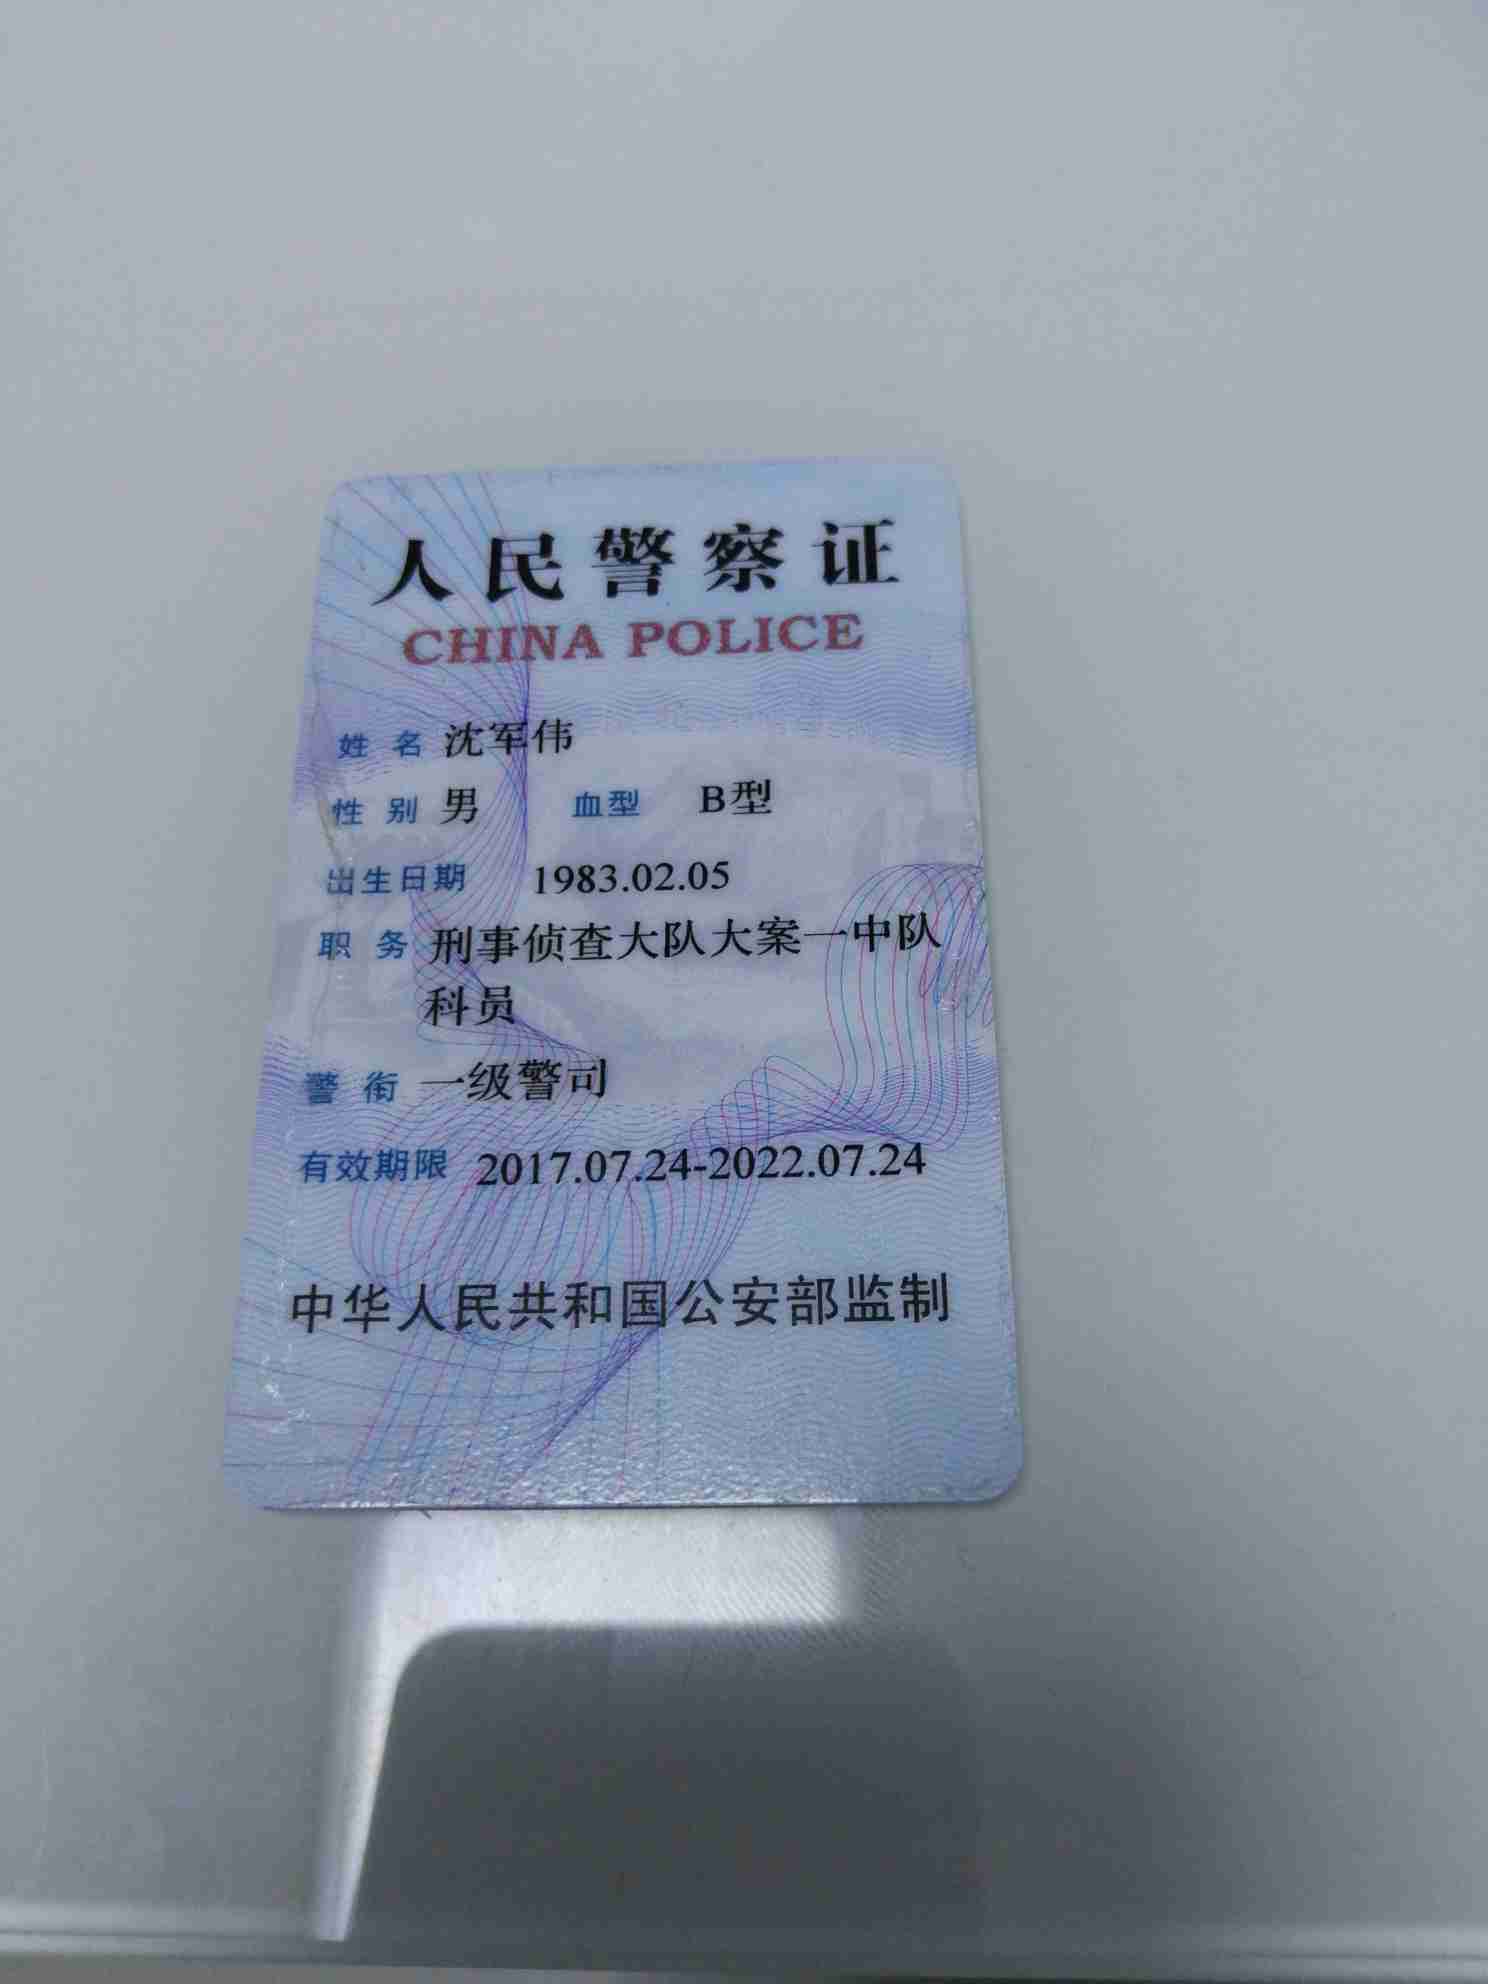 人民警察证
CHINA POLICE
姓名 沈军伟
性别 男 血型 B型
出生日期 1983.02.05
职务 刑事侦查大队大案一中队
科员
警衔 一级警司
有效期限 2017.07.24-2022.07.24
中华人民共和国公安部监制